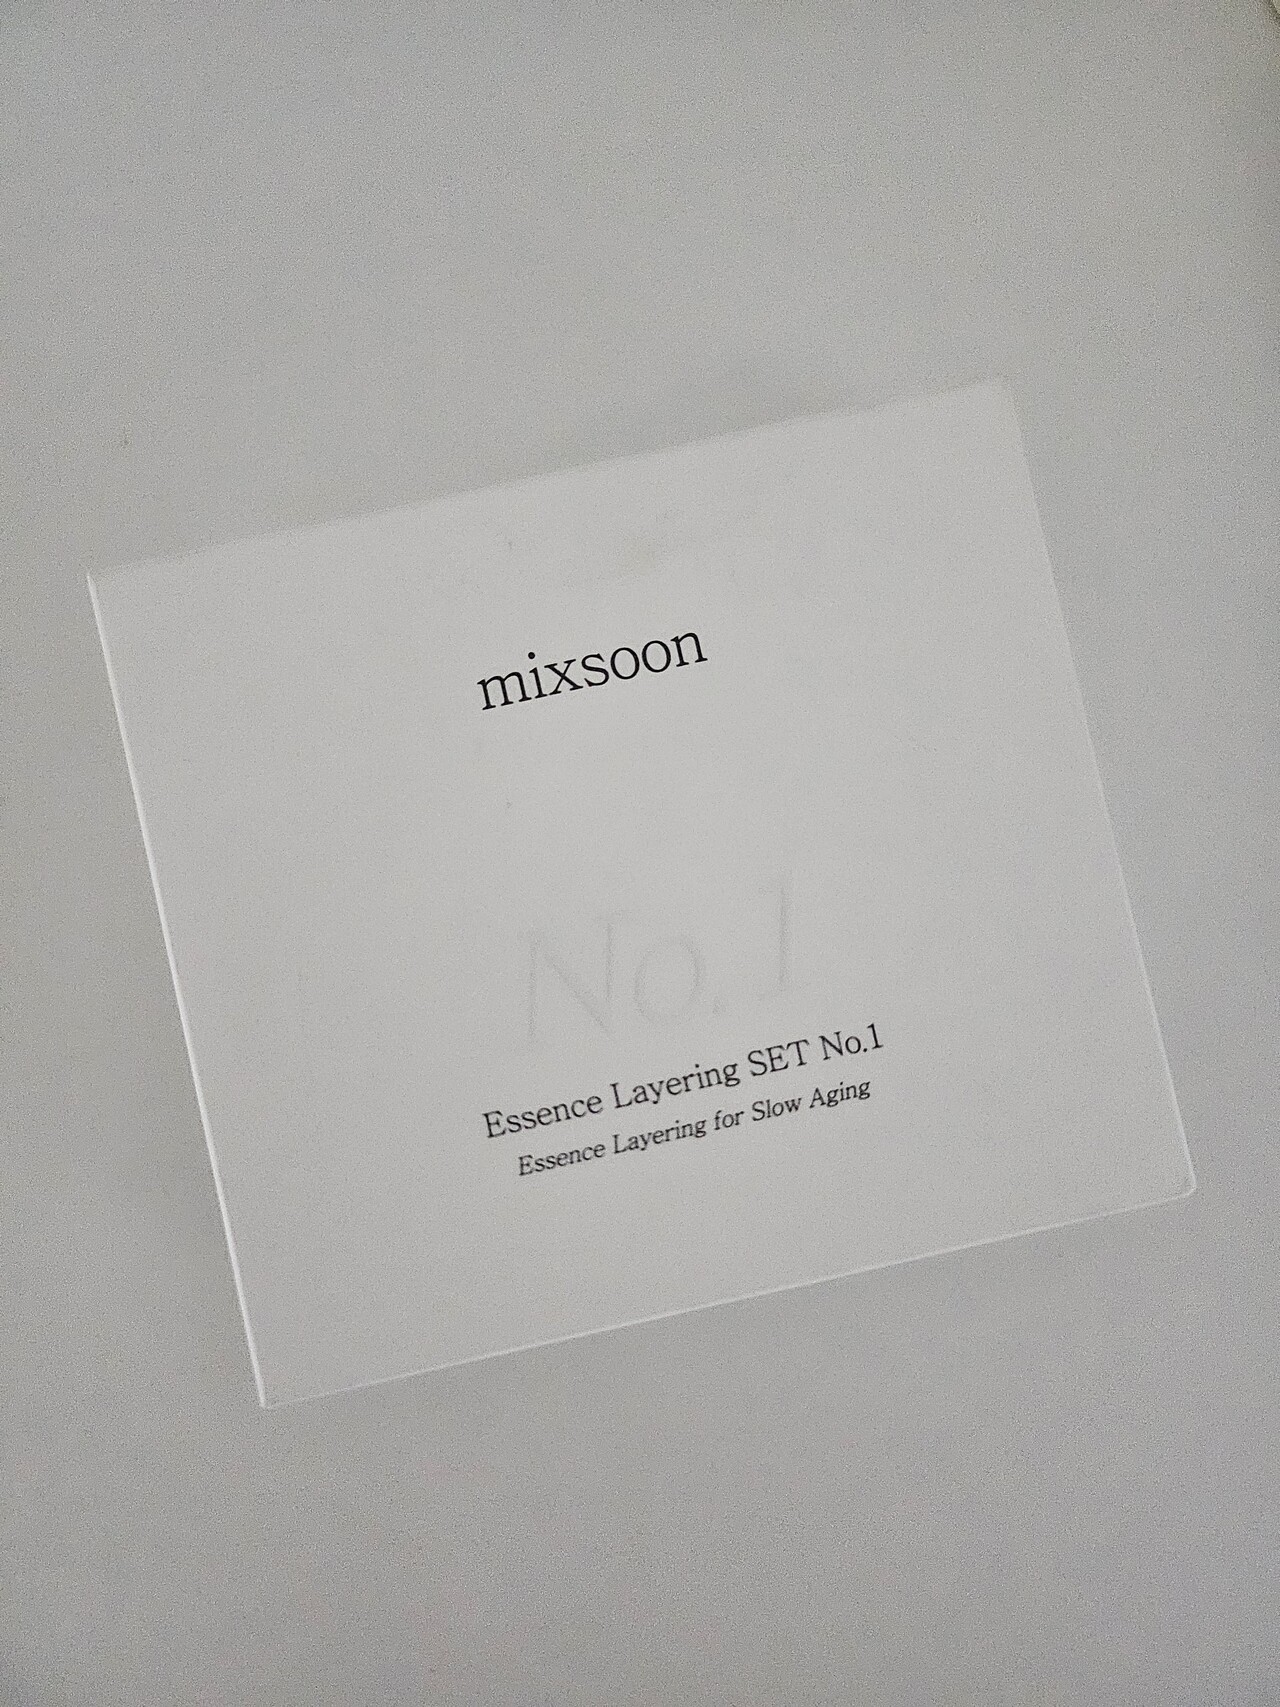 mixsoon
No.1
Essence Layering SET No.1
Essence Layering for Slow Aging